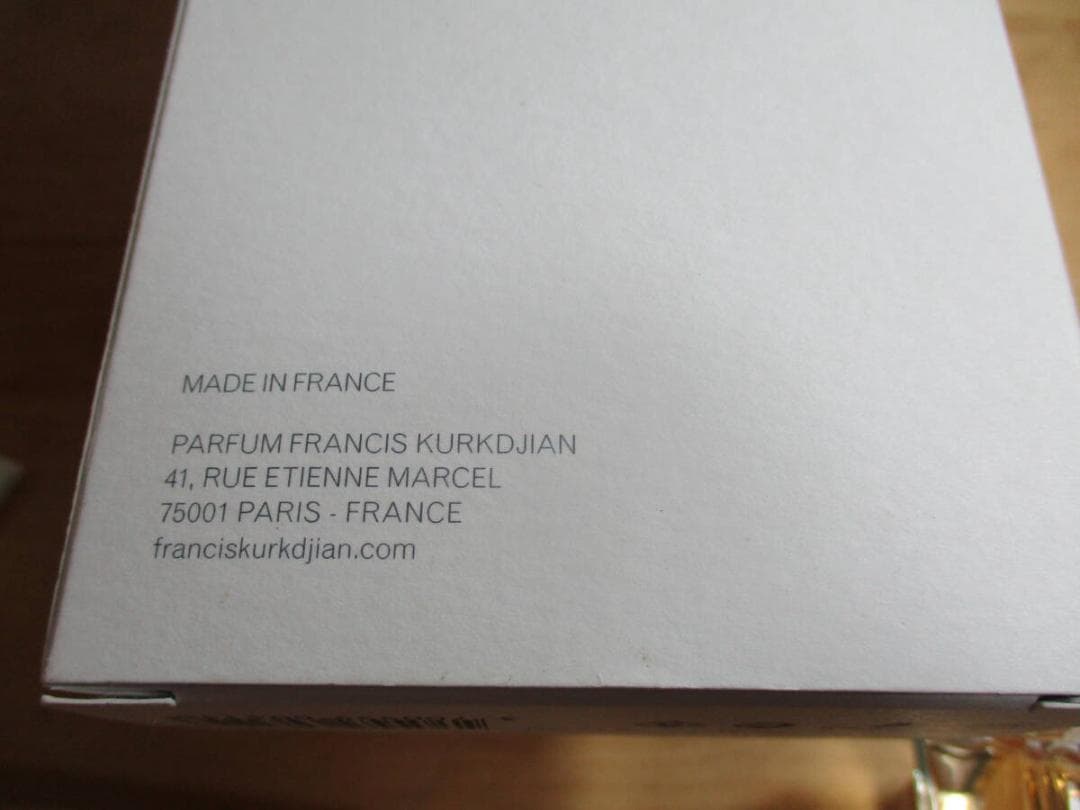 MADE IN FRANCE
PARFUM FRANCIS KURKDJIAN
41, RUE ETIENNE MARCEL
75001 PARIS - FRANCE
franciskurkdjian.com